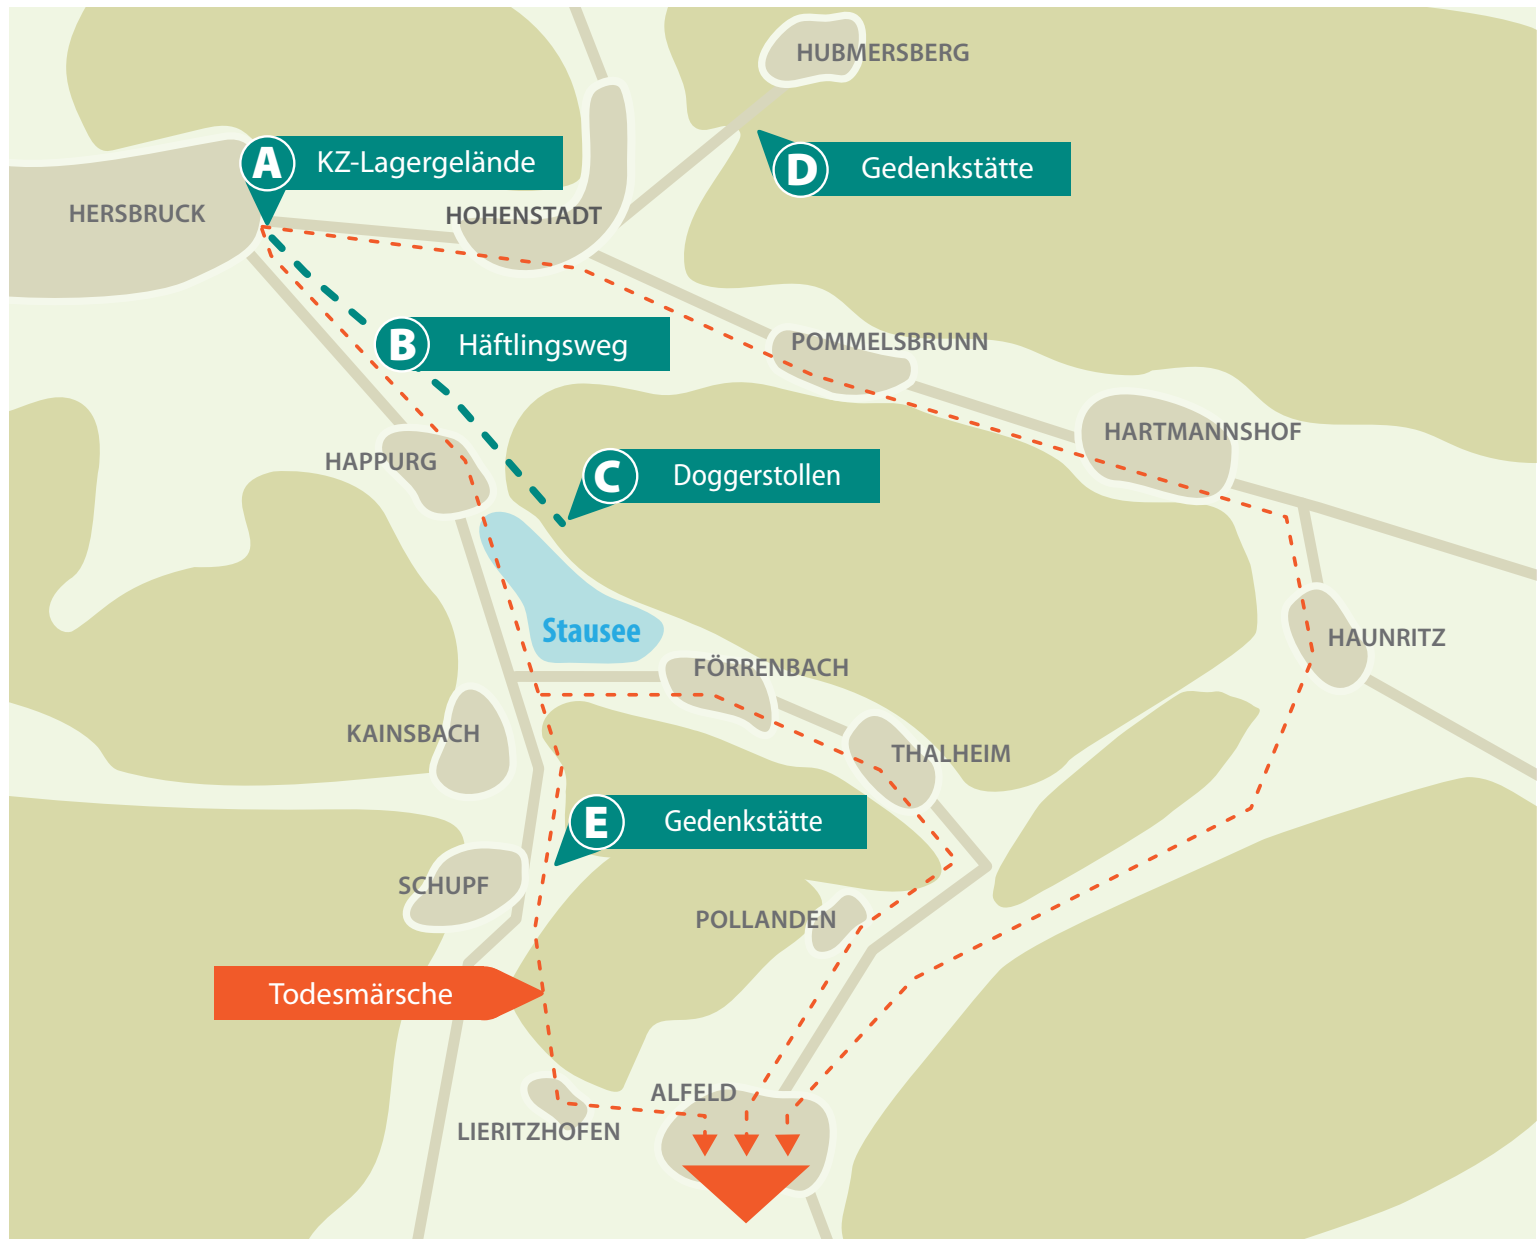 HUBMERSBERG
A KZ-Lagergelände
D Gedenkstätte
HERSBRUCK
HOHENSTADT
B Häftlingsweg
POMMELSBRUNN
HARTMANNSHOF
HAPPURG
C Doggerstollen
Stausee
HAUNRITZ
FÖRRENBACH
KAINSBACH
THALHEIM
E Gedenkstätte
SCHUPF
POLLANDEN
Todesmärsche
ALFELD
LIERITZHOFEN